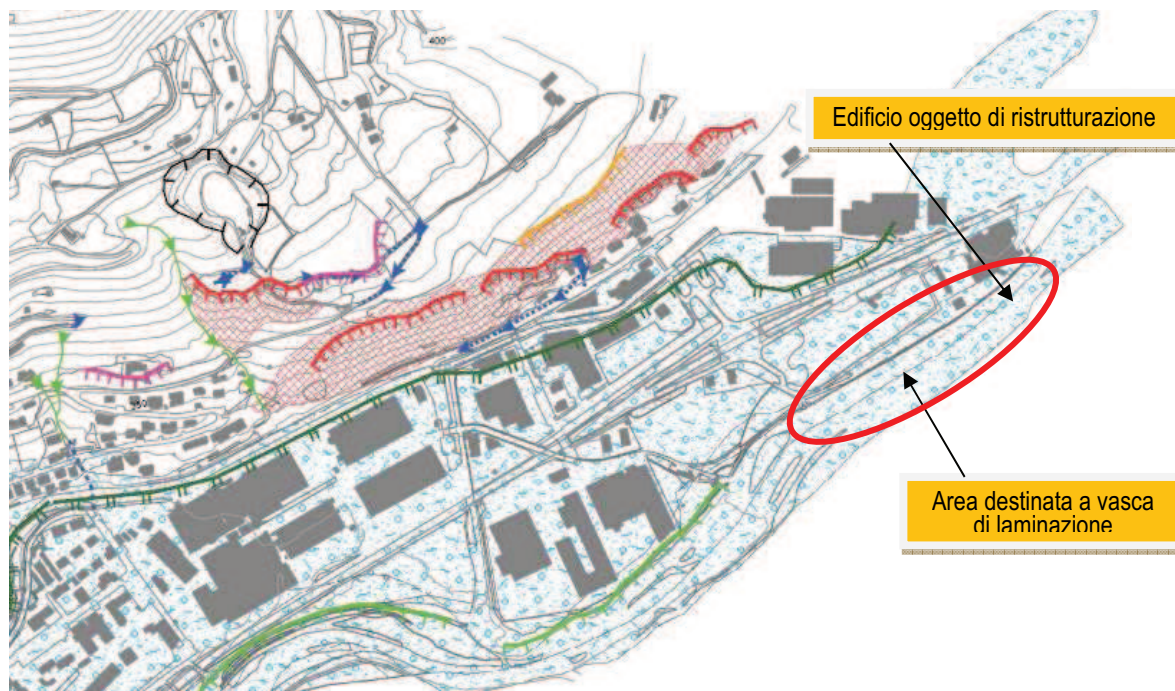 400
Edificio oggetto di ristrutturazione
350
Area destinata a vasca
di laminazione